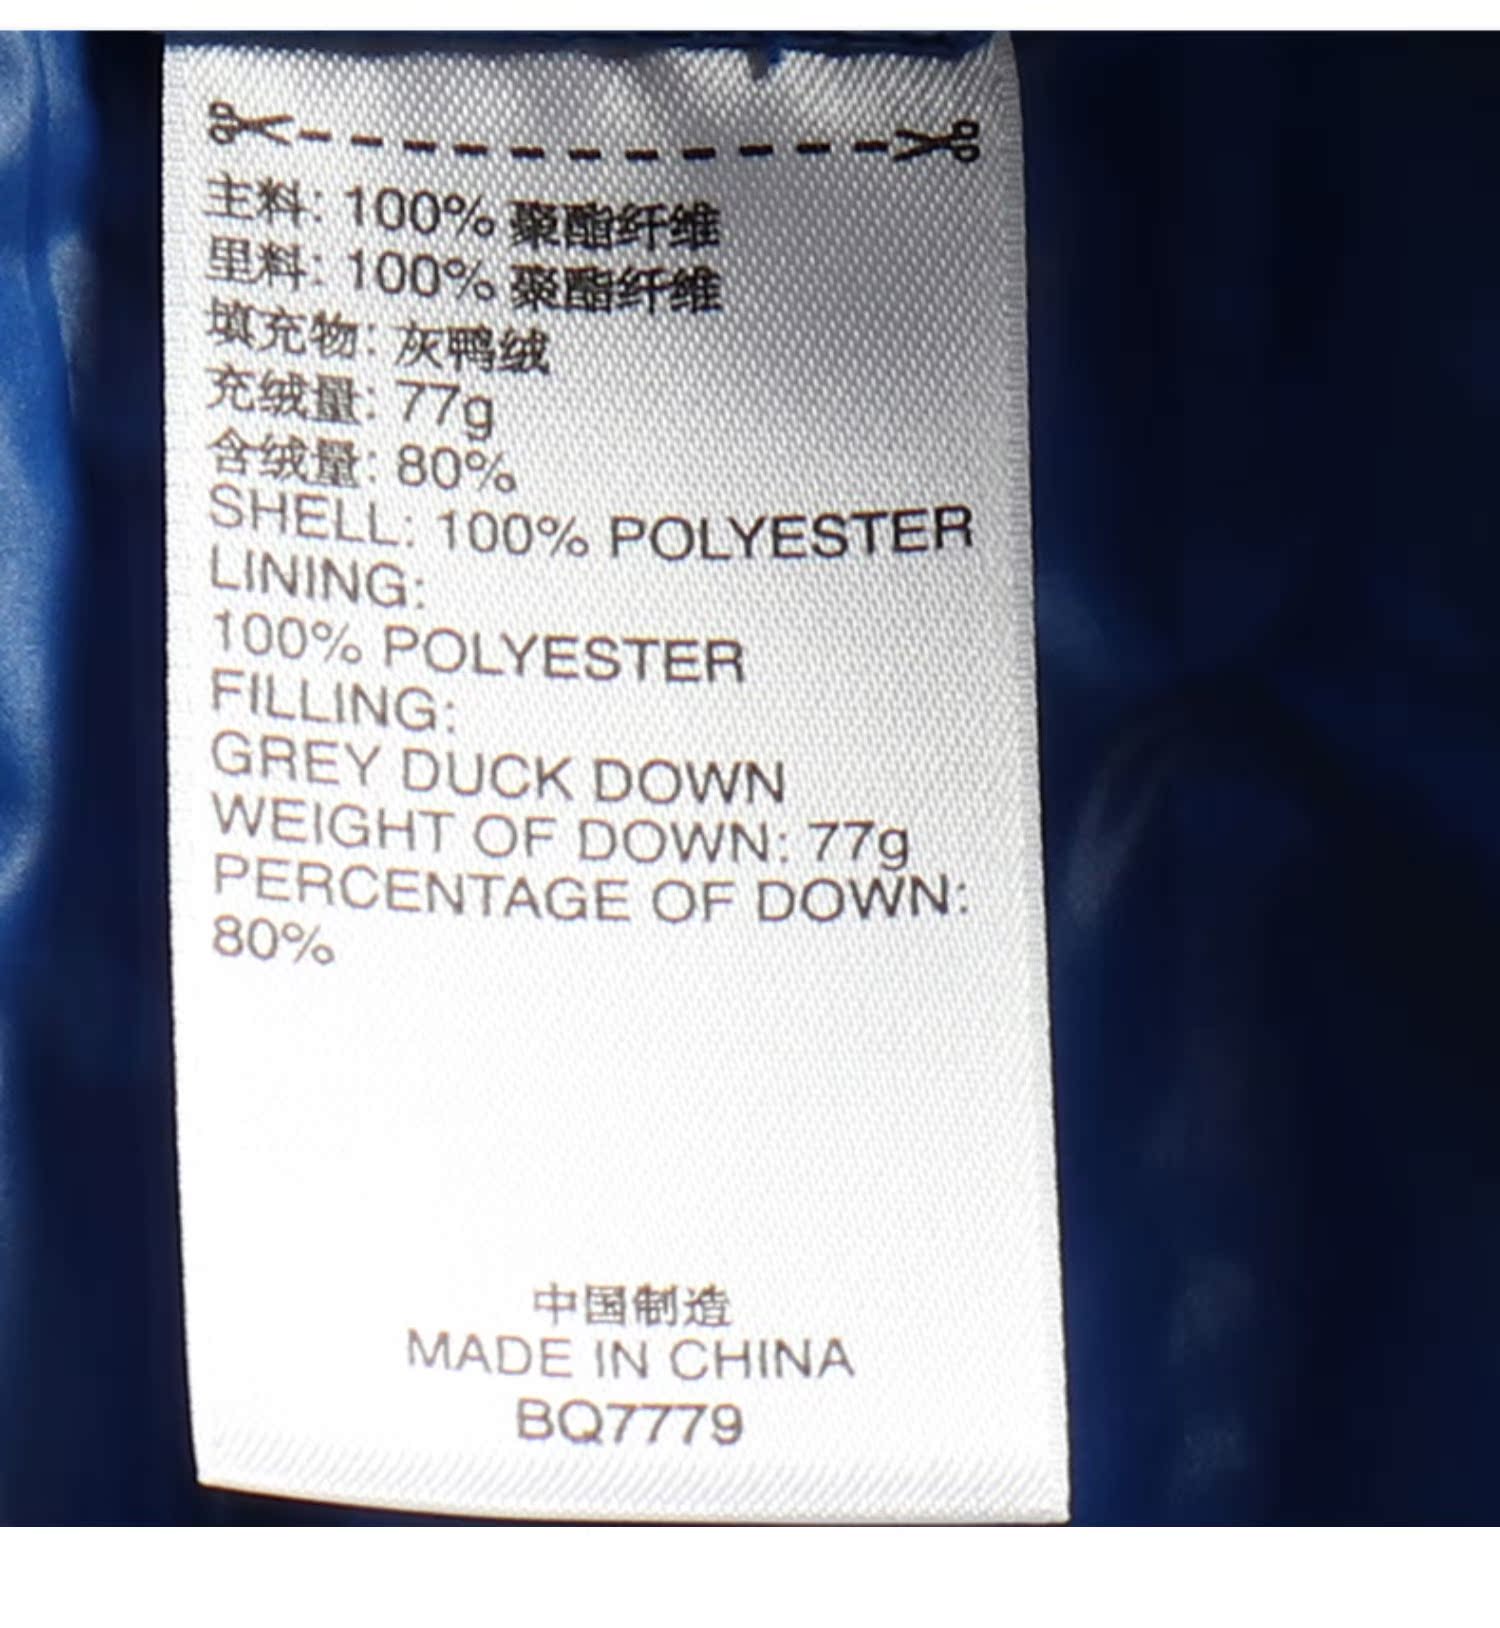 主料: 100% 聚酯纤维
里料: 100% 聚酯纤维
填充物: 灰鸭绒
充绒量: 77g
含绒量: 80%
SHELL: 100% POLYESTER
LINING:
100% POLYESTER
FILLING:
GREY DUCK DOWN
WEIGHT OF DOWN: 77g
PERCENTAGE OF DOWN:
80%
中国制造
MADE IN CHINA
BQ7779